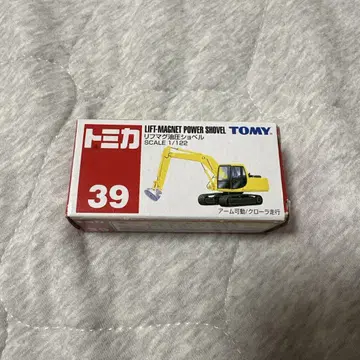 トミカ
39
LIFT-MAGNET POWER SHOVEL
リフマグ油圧ショベル
SCALE 1/122
TOMY
アーム可動/クローラ走行